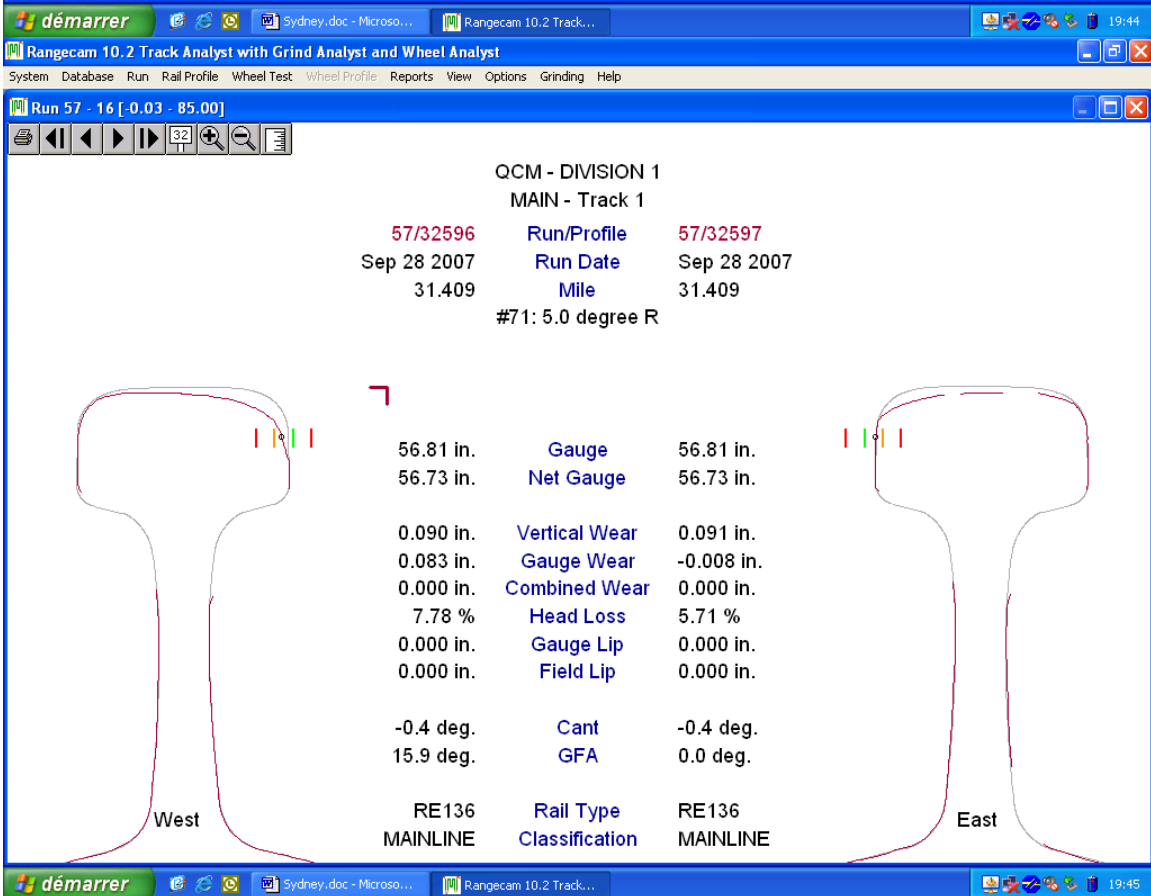 démarrer Sydney.doc - Microso... Rangecam 10.2 Track... 19:44
Rangecam 10.2 Track Analyst with Grind Analyst and Wheel Analyst
System Database Run Rail Profile Wheel Test Wheel Profile Reports View Options Grinding Help
Run 57 - 16 [-0.03 - 85.00]
32
QCM - DIVISION 1
MAIN - Track 1
57/32596 Run/Profile 57/32597
Sep 28 2007 Run Date Sep 28 2007
31.409 Mile 31.409
#71: 5.0 degree R
56.81 in. Gauge 56.81 in.
56.73 in. Net Gauge 56.73 in.
0.090 in. Vertical Wear 0.091 in.
0.083 in. Gauge Wear -0.008 in.
0.000 in. Combined Wear 0.000 in.
7.78 % Head Loss 5.71 %
0.000 in. Gauge Lip 0.000 in.
0.000 in. Field Lip 0.000 in.
-0.4 deg. Cant -0.4 deg.
15.9 deg. GFA 0.0 deg.
RE136 Rail Type RE136
West East
MAINLINE Classification MAINLINE
démarrer Sydney.doc - Microso... Rangecam 10.2 Track... 19:45